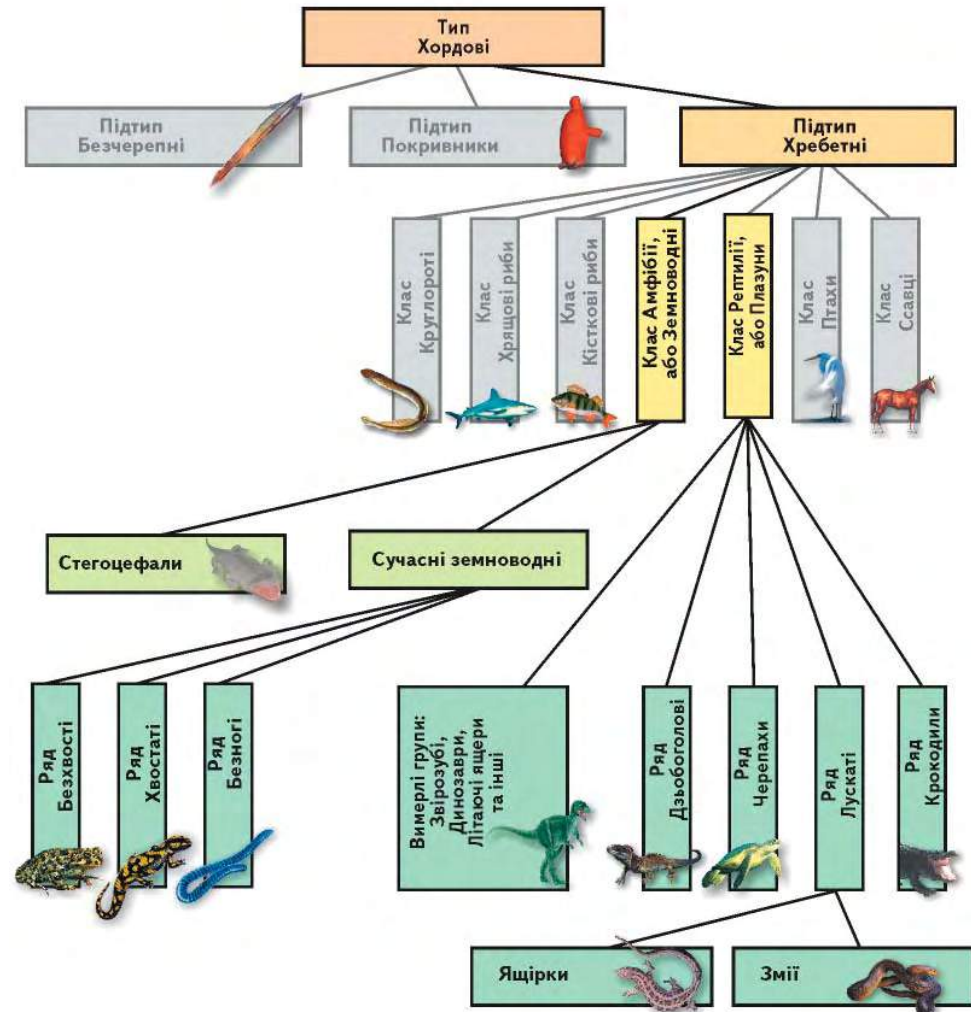 Тип
Хордові
Підтип
Безчерепні
Підтип
Покривники
Підтип
Хребетні
Клас
Круглороті
Клас
Хрящові риби
Клас
Кісткові риби
Клас Амфібії,
або Земноводні
Клас Рептилії,
або Плазуни
Клас
Птахи
Клас
Ссавці
Стегоцефали
Сучасні земноводні
Ряд
Безхвості
Ряд
Хвостаті
Ряд
Безногі
Вимерлі групи:
Звірозубі,
Динозаври,
Літаючі ящери
та інші
Ряд
Дзьобоголові
Ряд
Черепахи
Ряд
Лускаті
Ряд
Крокодили
Ящірки
Змії